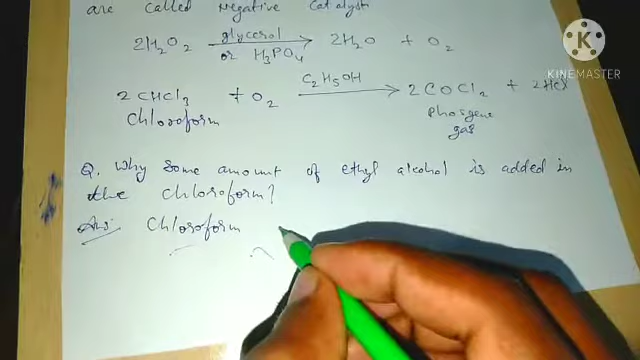 are called Negative Catalyst
2H₂O₂ glycerol or H₃PO₄ → 2H₂O + O₂
2CHCl₃ + O₂ C₂H₅OH → 2COCl₂ + 2HCl
Chloroform Phosgene
gas
Q. Why some amount of ethyl alcohol is added in
the chloroform?
Ans: Chloroform
K
KINEMASTER